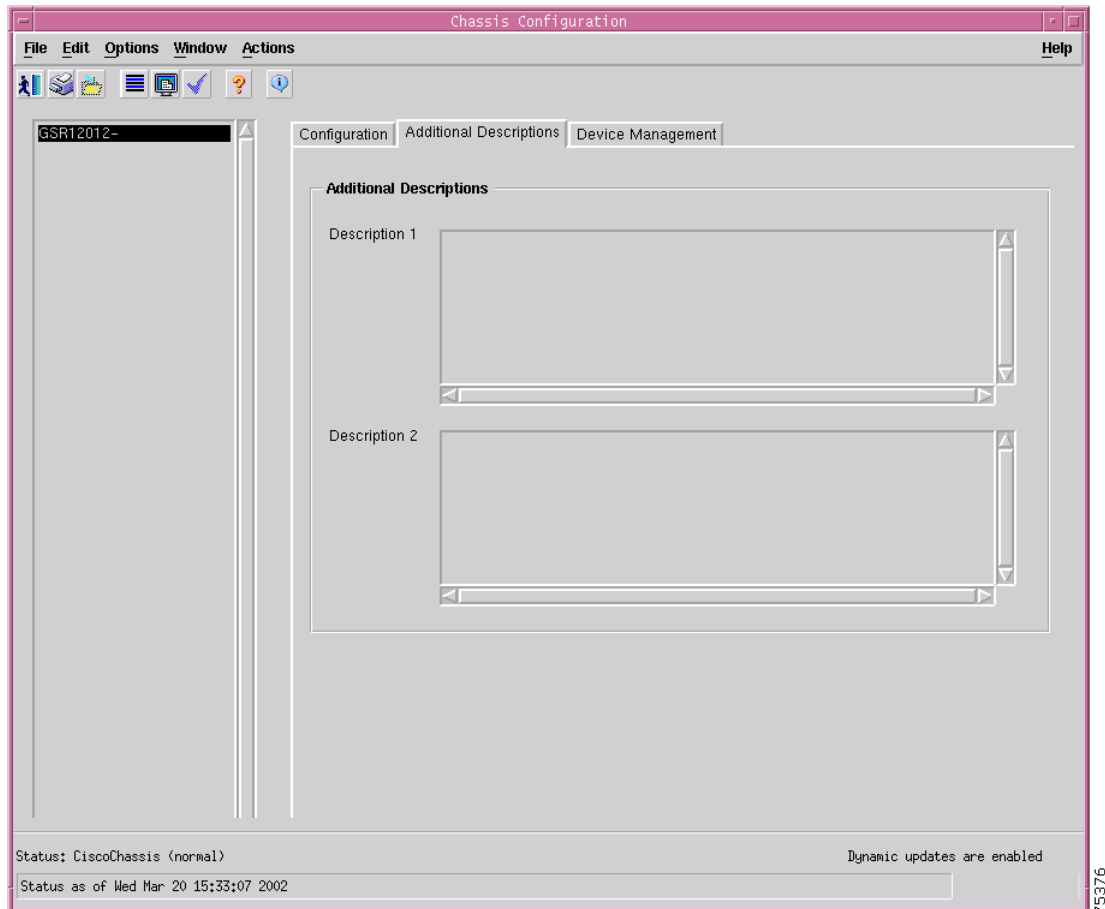 Chassis Configuration
File Edit Options Window Actions Help
GSR12012-
Configuration Additional Descriptions Device Management
Additional Descriptions
Description 1
Description 2
Status: CiscoChassis (normal) Dynamic updates are enabled
Status as of Wed Mar 20 15:33:07 2002